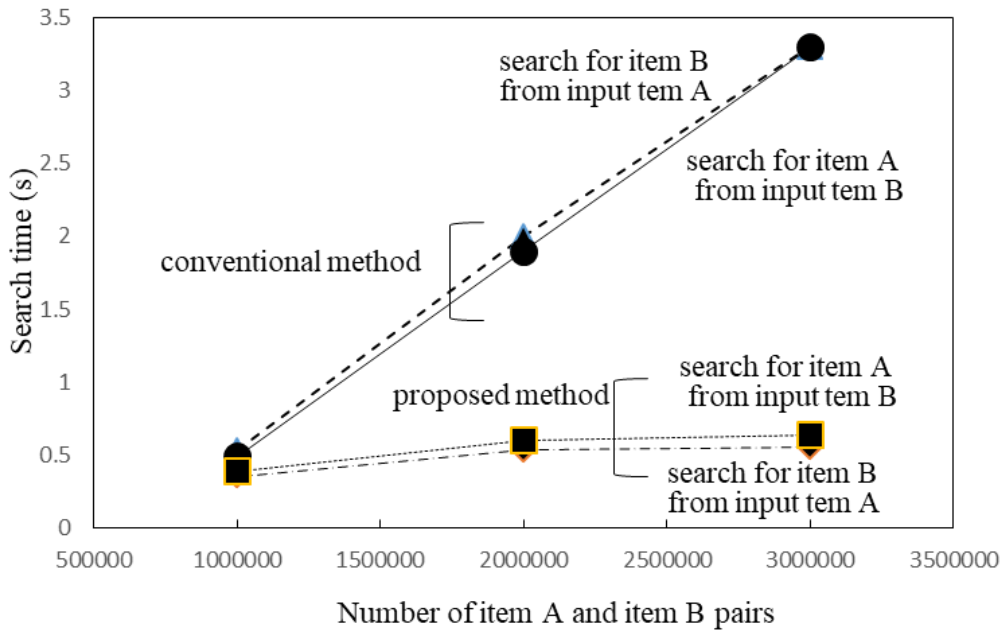 3.5
search for item B
from input tem A
3
search for item A
from input tem B
2.5
2
conventional method
1.5
Search time (s)
search for item A
from input tem B
1
proposed method
0.5
search for item B
from input tem A
0
500000 1000000 1500000 2000000 2500000 3000000 3500000
Number of item A and item B pairs